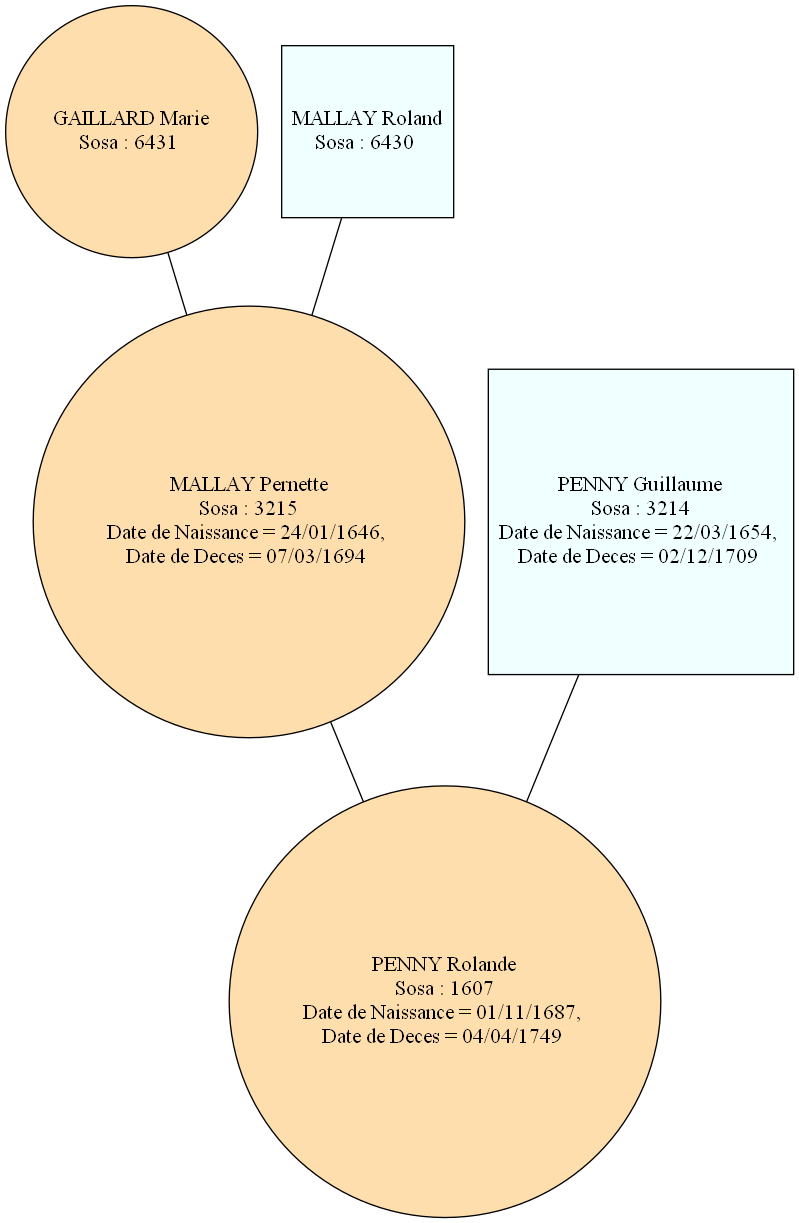 GAILLARD Marie
Sosa : 6431
MALLAY Roland
Sosa : 6430
MALLAY Pernette
Sosa : 3215
Date de Naissance = 24/01/1646,
Date de Deces = 07/03/1694
PENNY Guillaume
Sosa : 3214
Date de Naissance = 22/03/1654,
Date de Deces = 02/12/1709
PENNY Rolande
Sosa : 1607
Date de Naissance = 01/11/1687,
Date de Deces = 04/04/1749